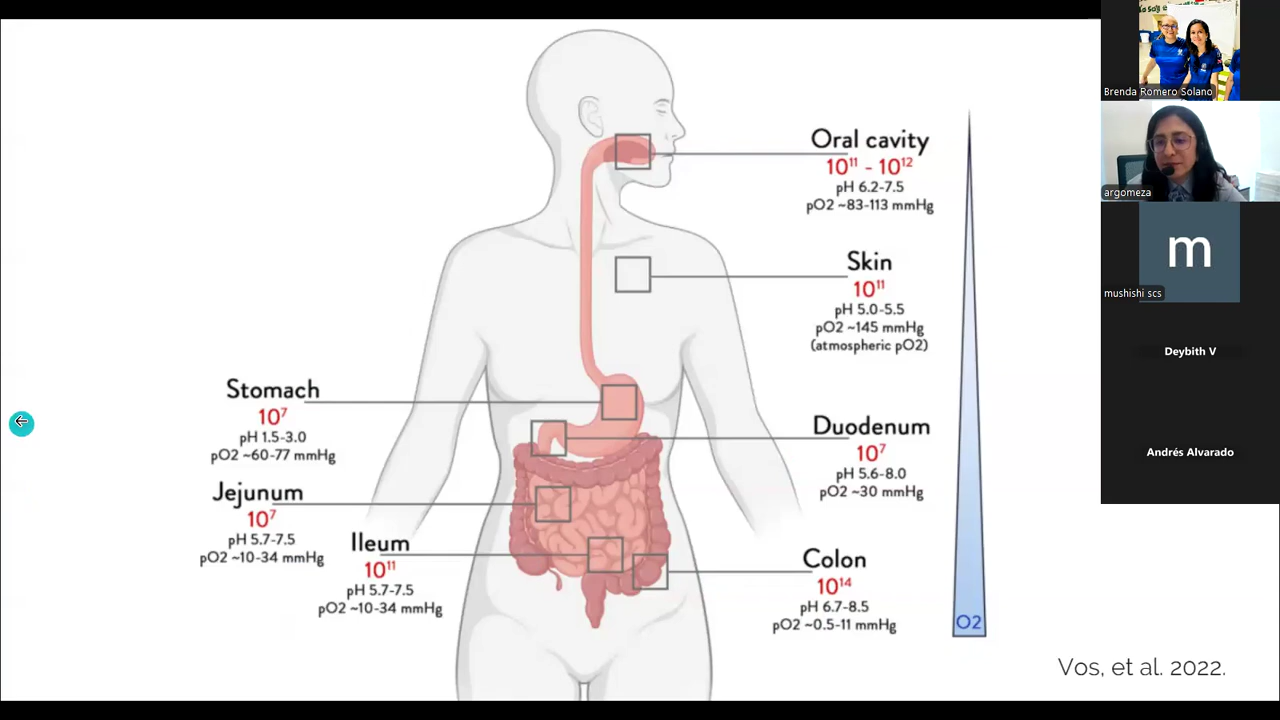 Oral cavity
10¹¹ - 10¹²
pH 6.2-7.5
pO2 ~83-113 mmHg
Skin
10¹¹
pH 5.0-5.5
pO2 ~145 mmHg
(atmospheric pO2)
Stomach
10⁷
pH 1.5-3.0
pO2 ~60-77 mmHg
Duodenum
10⁷
pH 5.6-8.0
pO2 ~30 mmHg
Jejunum
10⁷
pH 5.7-7.5
pO2 ~10-34 mmHg
Ileum
10¹¹
pH 5.7-7.5
pO2 ~10-34 mmHg
Colon
10¹⁴
pH 6.7-8.5
pO2 ~0.5-11 mmHg
O2
Vos, et al. 2022.
Brenda Romero Solano
argomeza
m
mushishi scs
Deybith V
Andrés Alvarado